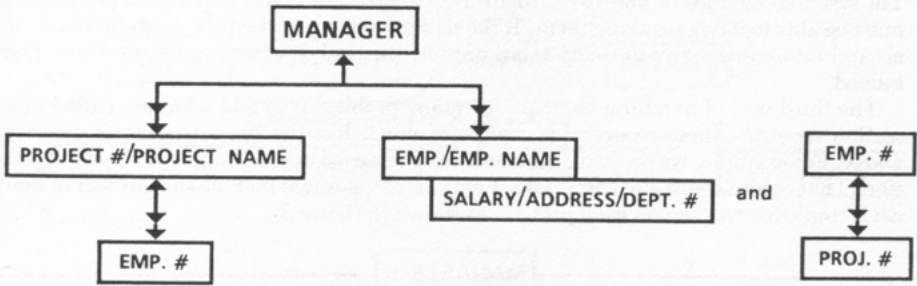 MANAGER
PROJECT #/PROJECT NAME
EMP./EMP. NAME
SALARY/ADDRESS/DEPT. #
EMP. #
and
EMP. #
PROJ. #